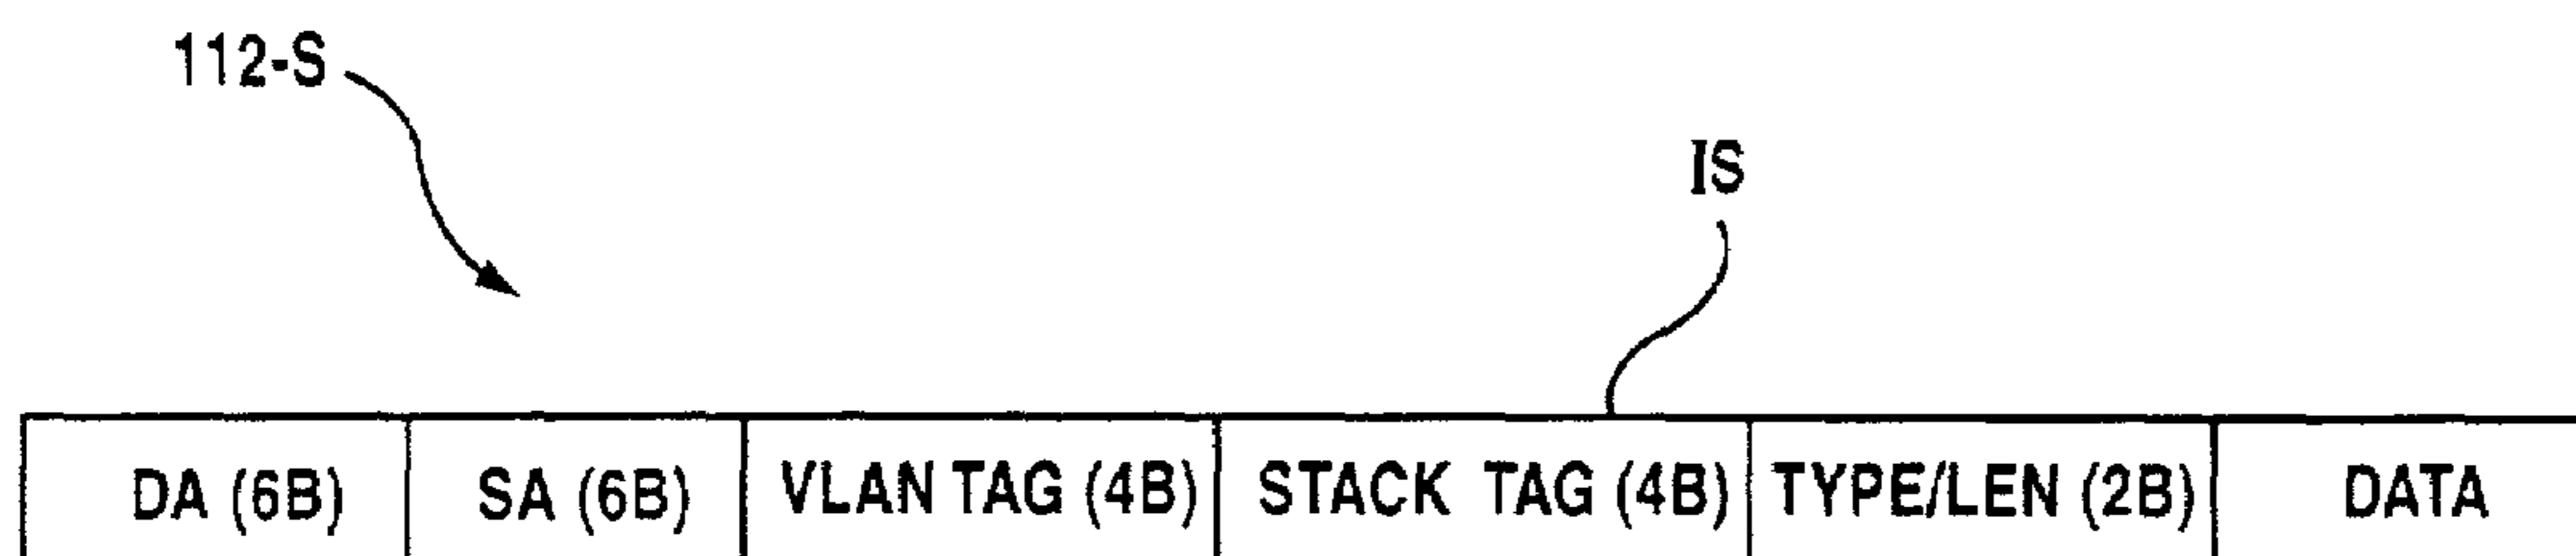 112-S
IS
DA (6B) SA (6B) VLAN TAG (4B) STACK TAG (4B) TYPE/LEN (2B) DATA